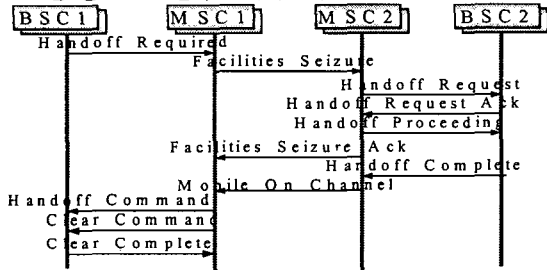 BSC1 MSC1 MSC2 BSC2
Handoff Required
Facilities Seizure
Handoff Request
Handoff Request Ack
Handoff Proceeding
Facilities Seizure Ack
Handoff Complete
Mobile On Channel
Handoff Command
Clear Command
Clear Complete